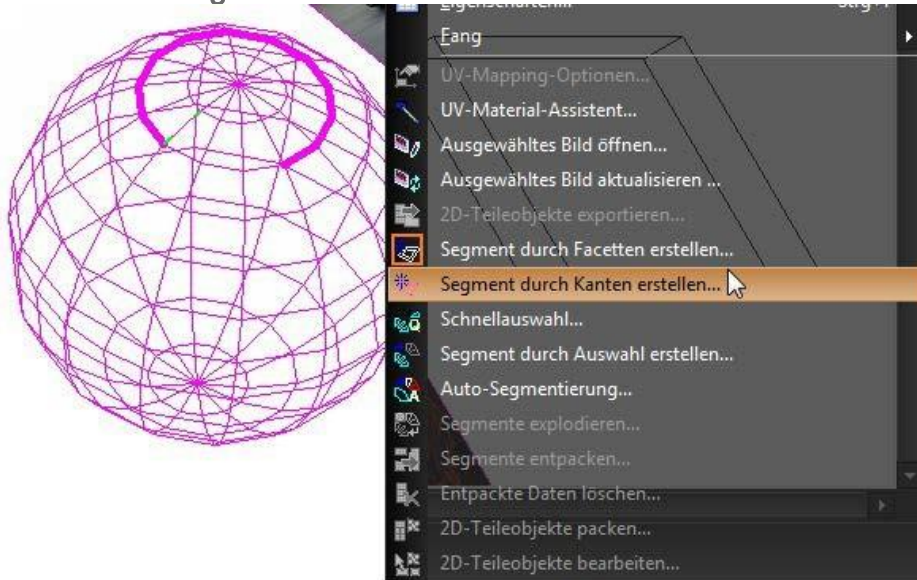 Eigenschaften...
Fang
UV-Mapping-Optionen...
UV-Material-Assistent...
Ausgewähltes Bild öffnen...
Ausgewähltes Bild aktualisieren ...
2D-Teileobjekte exportieren...
Segment durch Facetten erstellen...
Segment durch Kanten erstellen...
Schnellauswahl...
Segment durch Auswahl erstellen...
Auto-Segmentierung...
Segmente explodieren...
Segmente entpacken...
Entpackte Daten löschen...
2D-Teileobjekte packen...
2D-Teileobjekte bearbeiten...